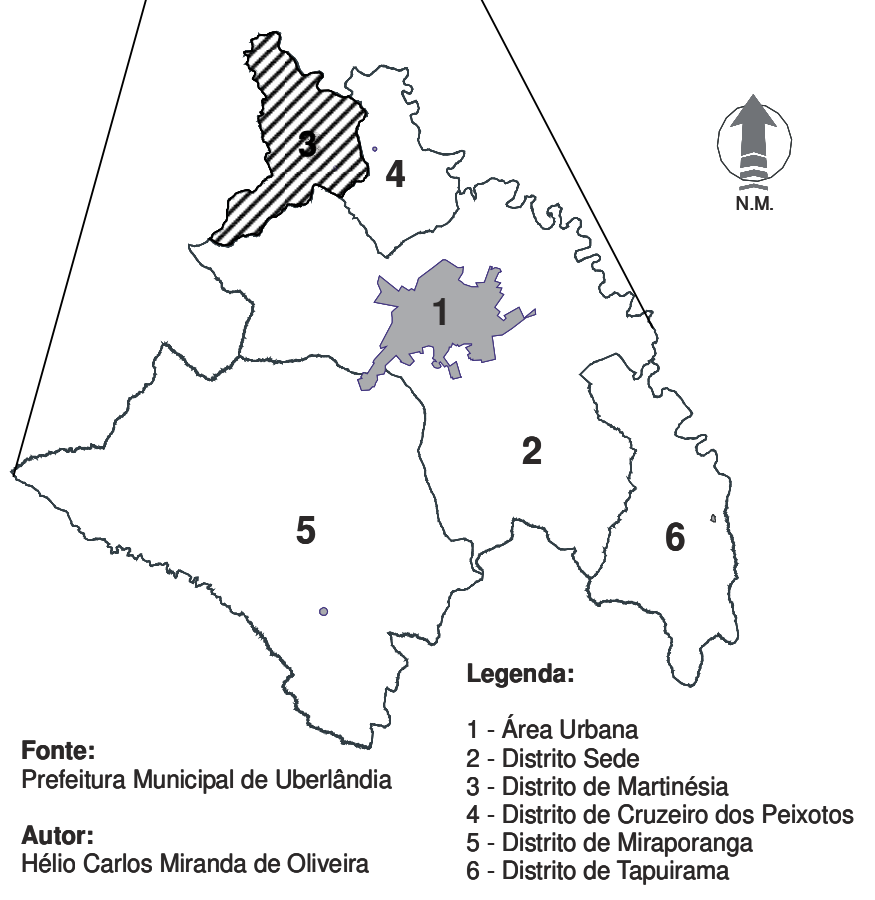 3
4
N.M.
1
2
5
6
Legenda:
1 - Área Urbana
2 - Distrito Sede
3 - Distrito de Martinésia
4 - Distrito de Cruzeiro dos Peixotos
5 - Distrito de Miraporanga
6 - Distrito de Tapuirama
Fonte:
Prefeitura Municipal de Uberlândia
Autor:
Hélio Carlos Miranda de Oliveira